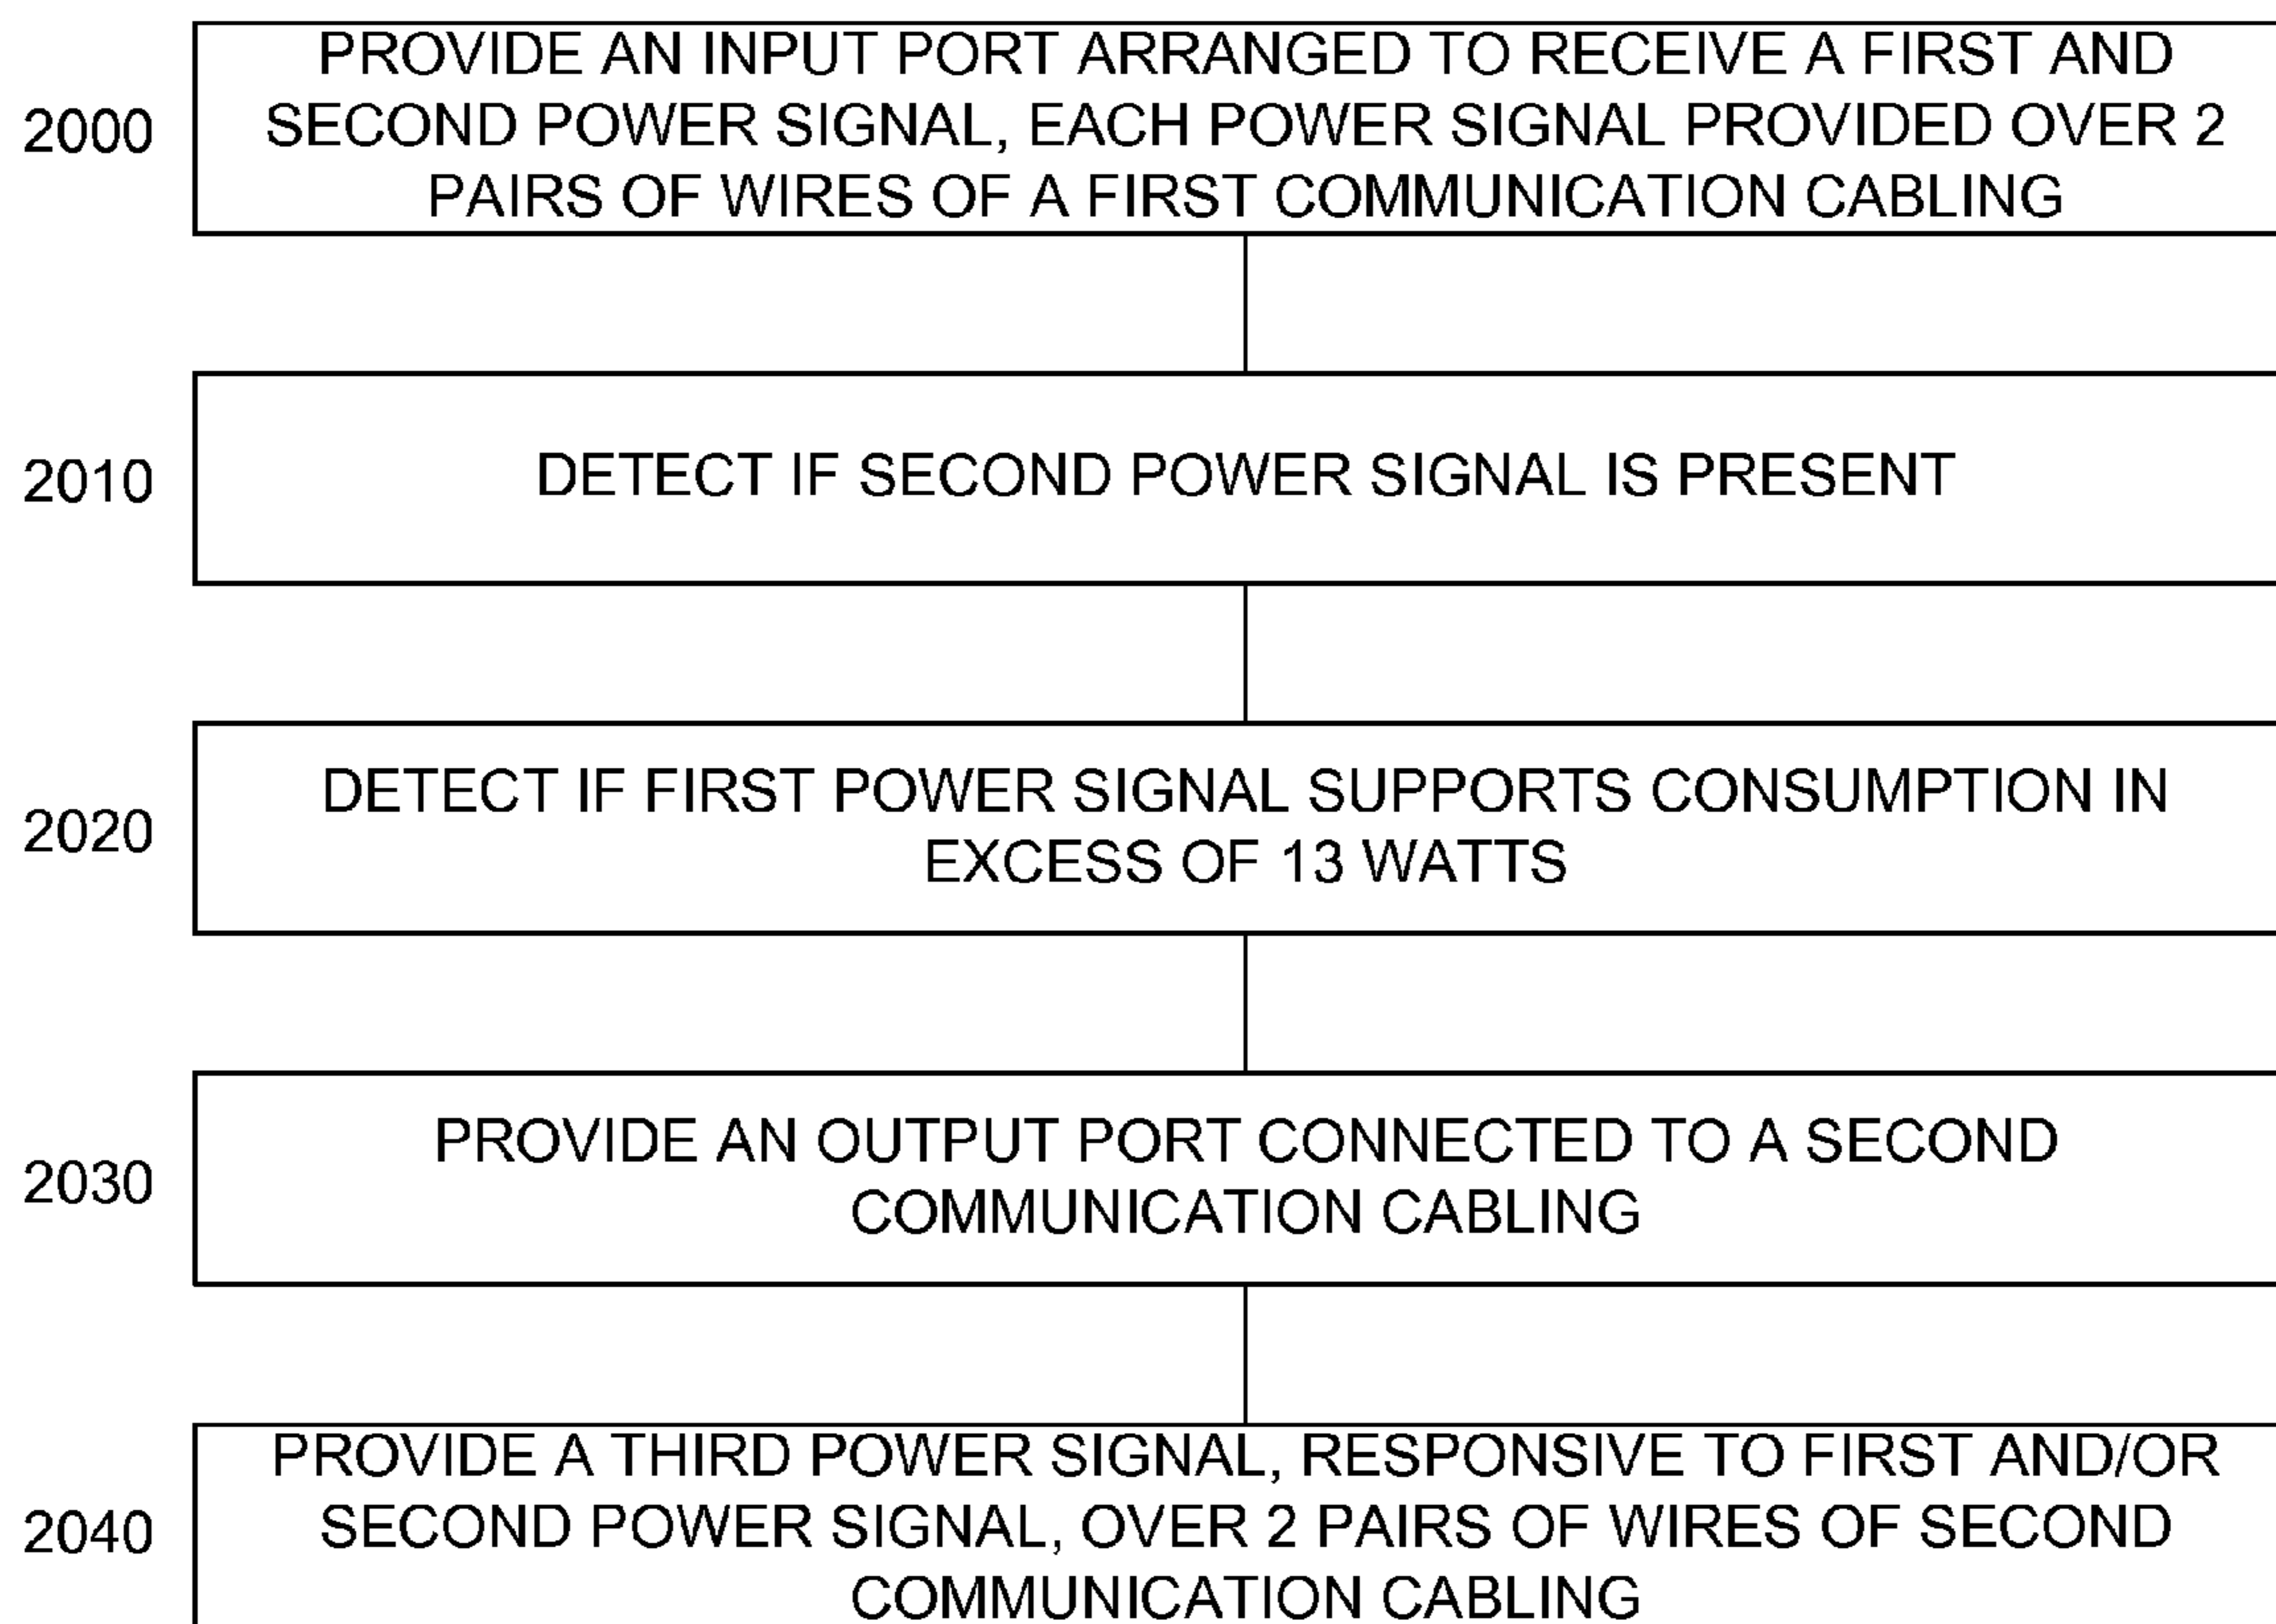 PROVIDE AN INPUT PORT ARRANGED TO RECEIVE A FIRST AND
2000
SECOND POWER SIGNAL, EACH POWER SIGNAL PROVIDED OVER 2
PAIRS OF WIRES OF A FIRST COMMUNICATION CABLING
2010
DETECT IF SECOND POWER SIGNAL IS PRESENT
2020
DETECT IF FIRST POWER SIGNAL SUPPORTS CONSUMPTION IN
EXCESS OF 13 WATTS
2030
PROVIDE AN OUTPUT PORT CONNECTED TO A SECOND
COMMUNICATION CABLING
PROVIDE A THIRD POWER SIGNAL, RESPONSIVE TO FIRST AND/OR
2040
SECOND POWER SIGNAL, OVER 2 PAIRS OF WIRES OF SECOND
COMMUNICATION CABLING